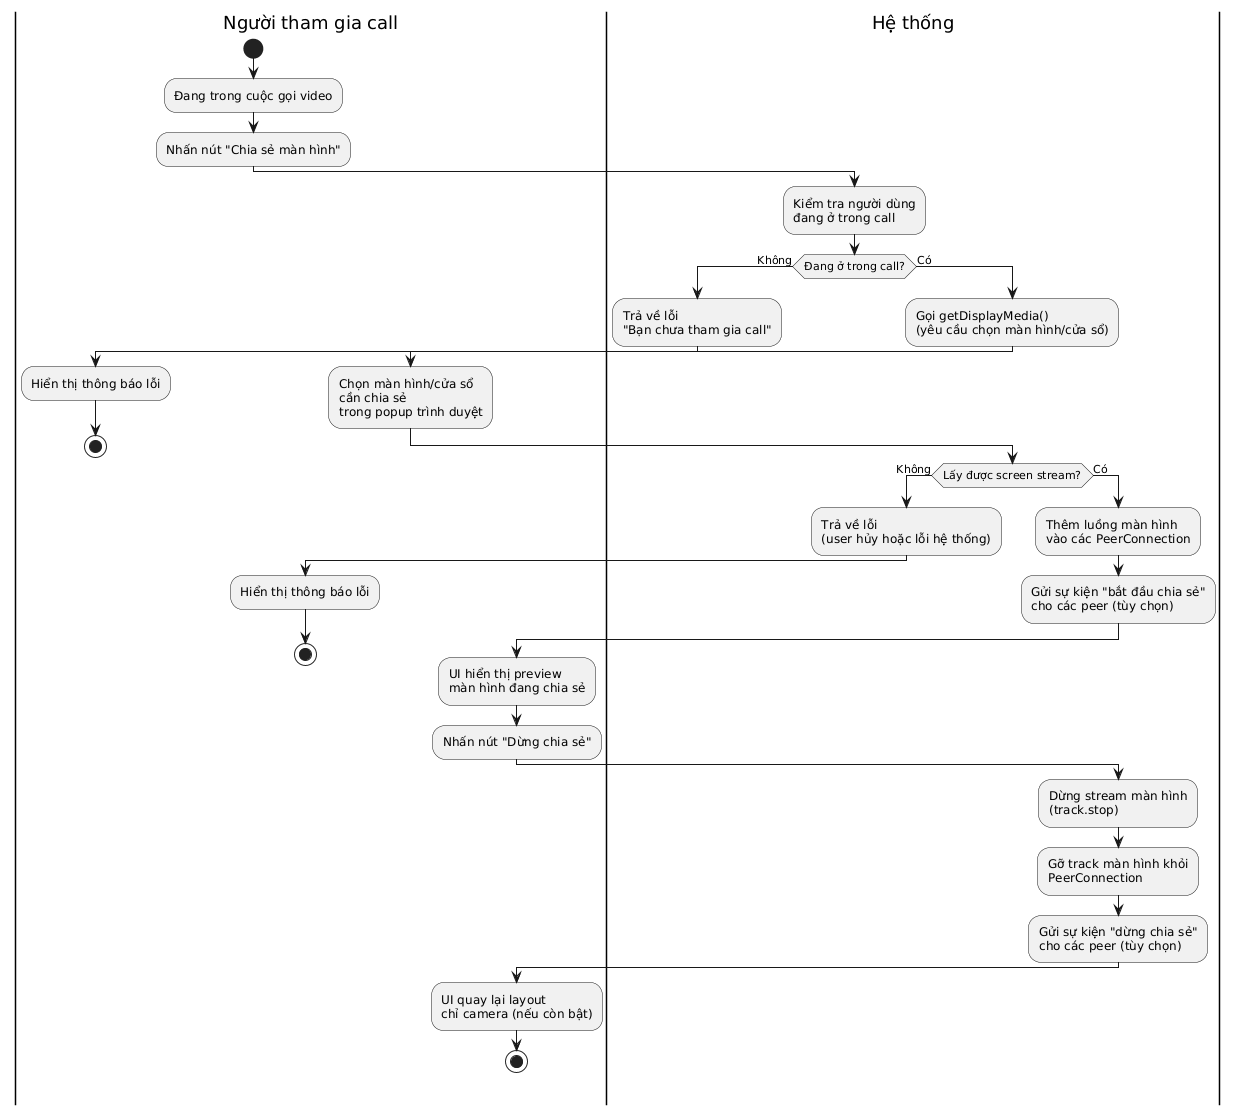 Người tham gia call
Hệ thống
Đang trong cuộc gọi video
Nhấn nút "Chia sẻ màn hình"
Kiểm tra người dùng
đang ở trong call
Không
Đang ở trong call?
Có
Trả về lỗi
"Bạn chưa tham gia call"
Gọi getDisplayMedia()
(yêu cầu chọn màn hình/cửa sổ)
Hiển thị thông báo lỗi
Chọn màn hình/cửa sổ
cần chia sẻ
trong popup trình duyệt
Không
Lấy được screen stream?
Có
Trả về lỗi
(user hủy hoặc lỗi hệ thống)
Thêm luồng màn hình
vào các PeerConnection
Hiển thị thông báo lỗi
Gửi sự kiện "bắt đầu chia sẻ"
cho các peer (tùy chọn)
UI hiển thị preview
màn hình đang chia sẻ
Nhấn nút "Dừng chia sẻ"
Dừng stream màn hình
(track.stop)
Gỡ track màn hình khỏi
PeerConnection
Gửi sự kiện "dừng chia sẻ"
cho các peer (tùy chọn)
UI quay lại layout
chỉ camera (nếu còn bật)